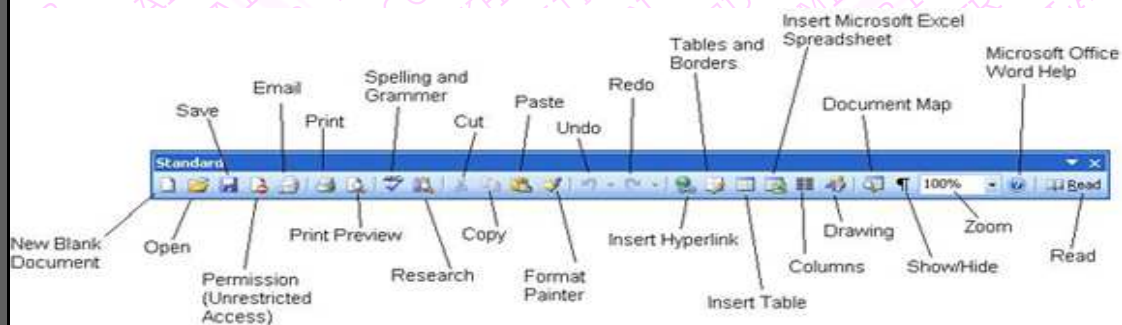 Insert Microsoft Excel
Spreadsheet
Tables and
Borders
Microsoft Office
Word Help
Spelling and
Grammer
Email
Redo
Paste
Document Map
Save
Print
Cut
Undo
Standard
100%
Read
New Blank
Document
Open
Permission
(Unrestricted
Access)
Print Preview
Research
Copy
Format
Painter
Insert Hyperlink
Insert Table
Columns
Drawing
Show/Hide
Zoom
Read